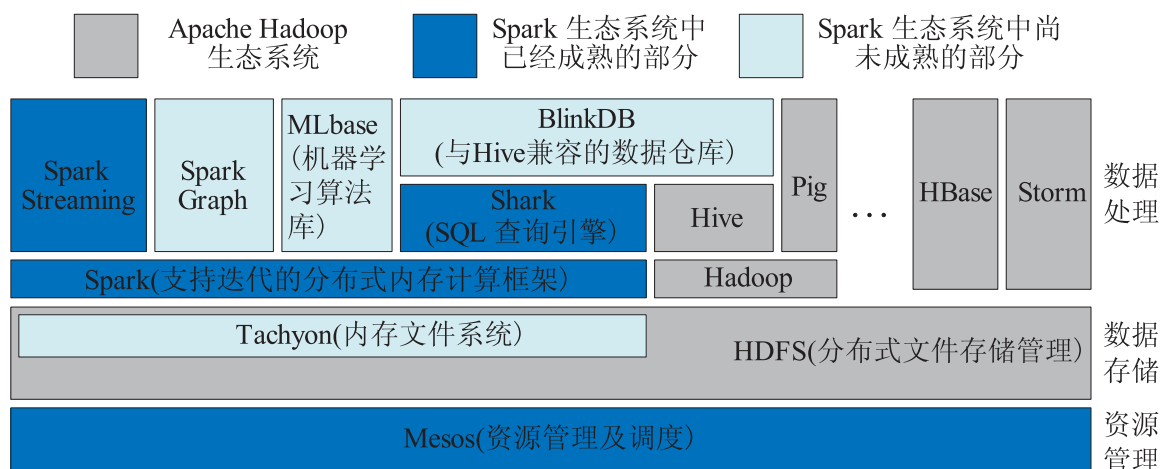 Apache Hadoop
生态系统
Spark 生态系统中
已经成熟的部分
Spark 生态系统中尚
未成熟的部分
Spark
Streaming
Spark
Graph
MLbase
(机器学
习算法
库)
BlinkDB
(与Hive兼容的数据仓库)
Shark
(SQL 查询引擎)
Hive
Pig
...
HBase
Storm
数据
处理
Spark(支持迭代的分布式内存计算框架)
Hadoop
Tachyon(内存文件系统)
HDFS(分布式文件存储管理)
数据
存储
Mesos(资源管理及调度)
资源
管理